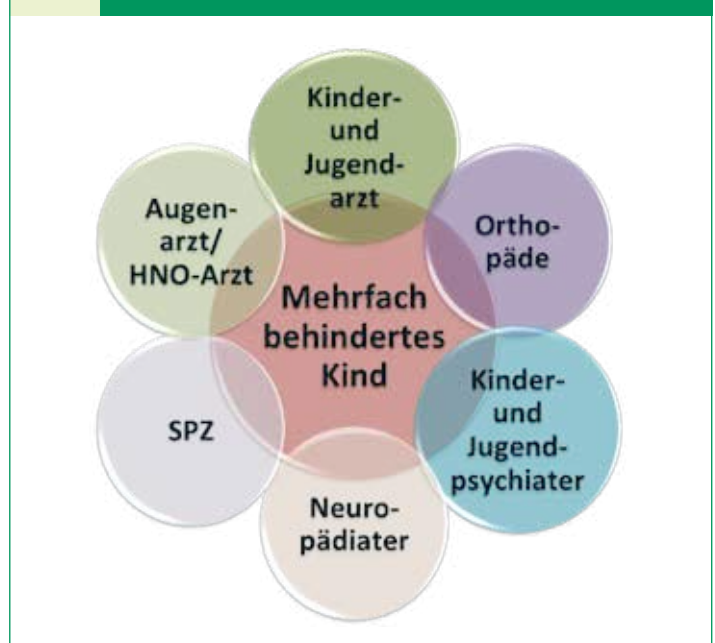 Kinder-
und
Jugend-
arzt
Ortho-
päde
Kinder-
und
Jugend-
psychiater
Neuro-
pädiater
SPZ
Augen-
arzt/
HNO-Arzt
Mehrfach
behindertes
Kind